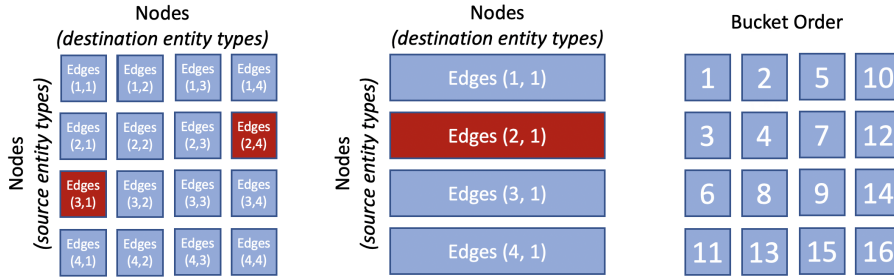 Nodes
(destination entity types)
Nodes
(source entity types)
Edges
(1,1)
Edges
(1,2)
Edges
(1,3)
Edges
(1,4)
Edges
(2,1)
Edges
(2,2)
Edges
(2,3)
Edges
(2,4)
Edges
(3,1)
Edges
(3,2)
Edges
(3,3)
Edges
(3,4)
Edges
(4,1)
Edges
(4,2)
Edges
(4,3)
Edges
(4,4)
Nodes
(destination entity types)
Nodes
(source entity types)
Edges (1, 1)
Edges (2, 1)
Edges (3, 1)
Edges (4, 1)
Bucket Order
1 2 5 10
3 4 7 12
6 8 9 14
11 13 15 16